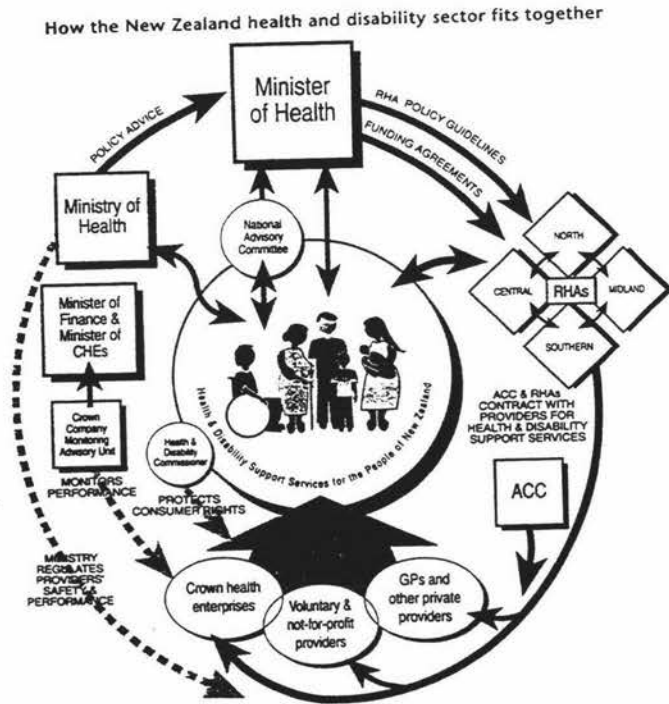 How the New Zealand health and disability sector fits together
Minister
of Health
POLICY ADVICE
RHA POLICY GUIDELINES
FUNDING AGREEMENTS
Ministry of
Health
National
Advisory
Committee
NORTH
CENTRAL
RHAs
MIDLAND
SOUTHERN
Minister of
Finance &
Minister of
CHEs
Crown
Company
Monitoring
Advisory Unit
MONITORS
PERFORMANCE
Health &
Disability
Commissioner
PROTECTS
CONSUMER RIGHTS
Health & Disability Support Services for the People of New Zealand
ACC & RHAs
CONTRACT WITH
PROVIDERS FOR
HEALTH & DISABILITY
SUPPORT SERVICES
ACC
MINISTRY
REGULATES
PROVIDERS'
SAFETY &
PERFORMANCE
Crown health
enterprises
Voluntary &
not-for-profit
providers
GPs and
other private
providers